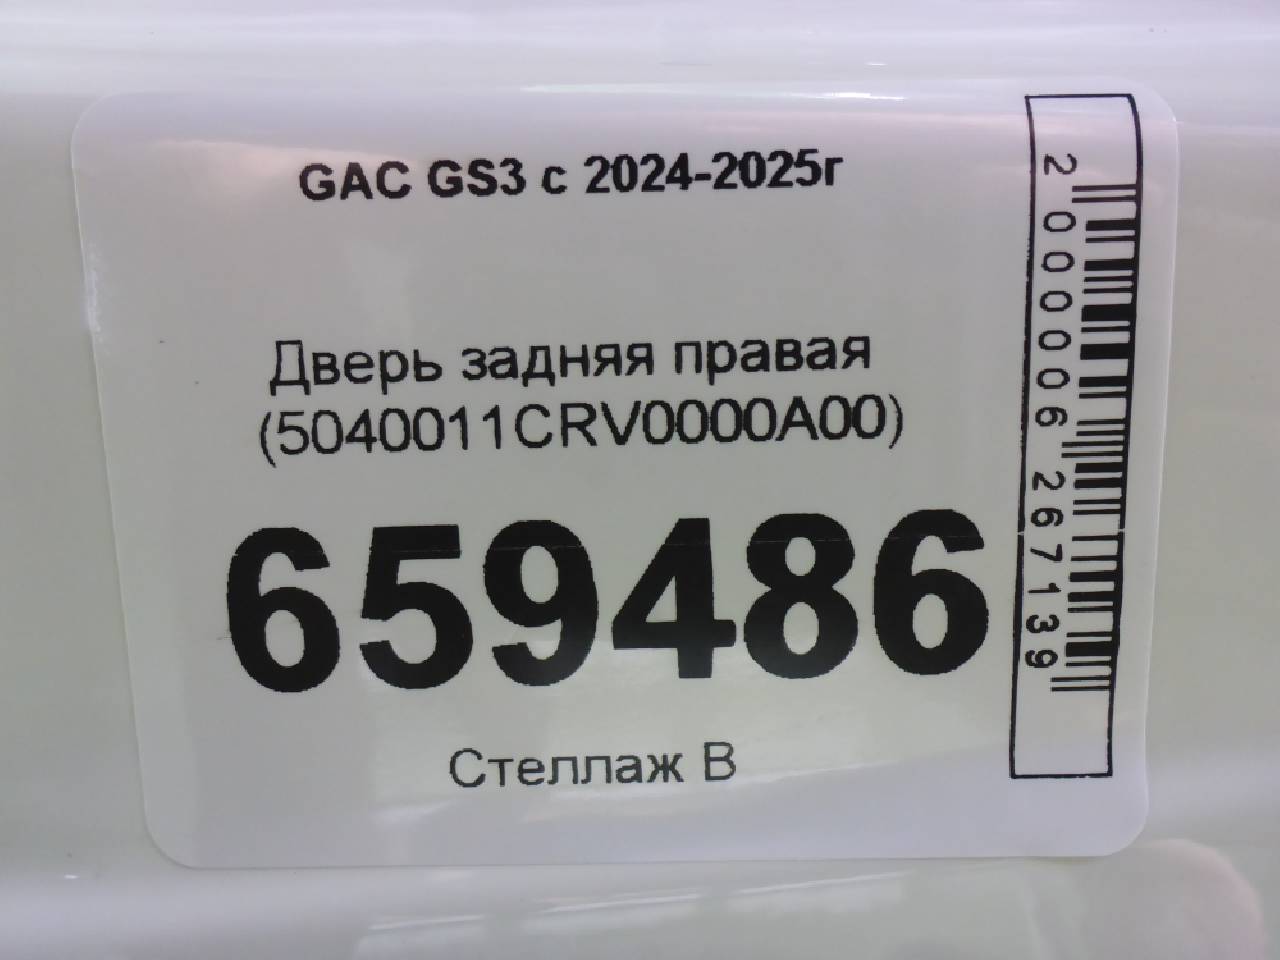 GAC GS3 с 2024-2025г
Дверь задняя правая
(5040011CRV0000A00)
659486
Стеллаж В
2 000006 267139